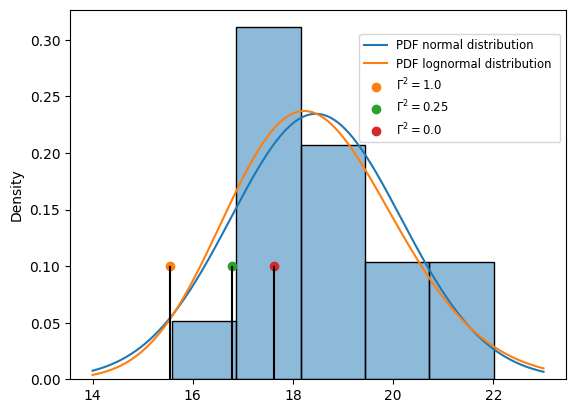 0.30
0.25
0.20
0.15
0.10
0.05
0.00
Density
14
16
18
20
22
PDF normal distribution
PDF lognormal distribution
Γ² = 1.0
Γ² = 0.25
Γ² = 0.0